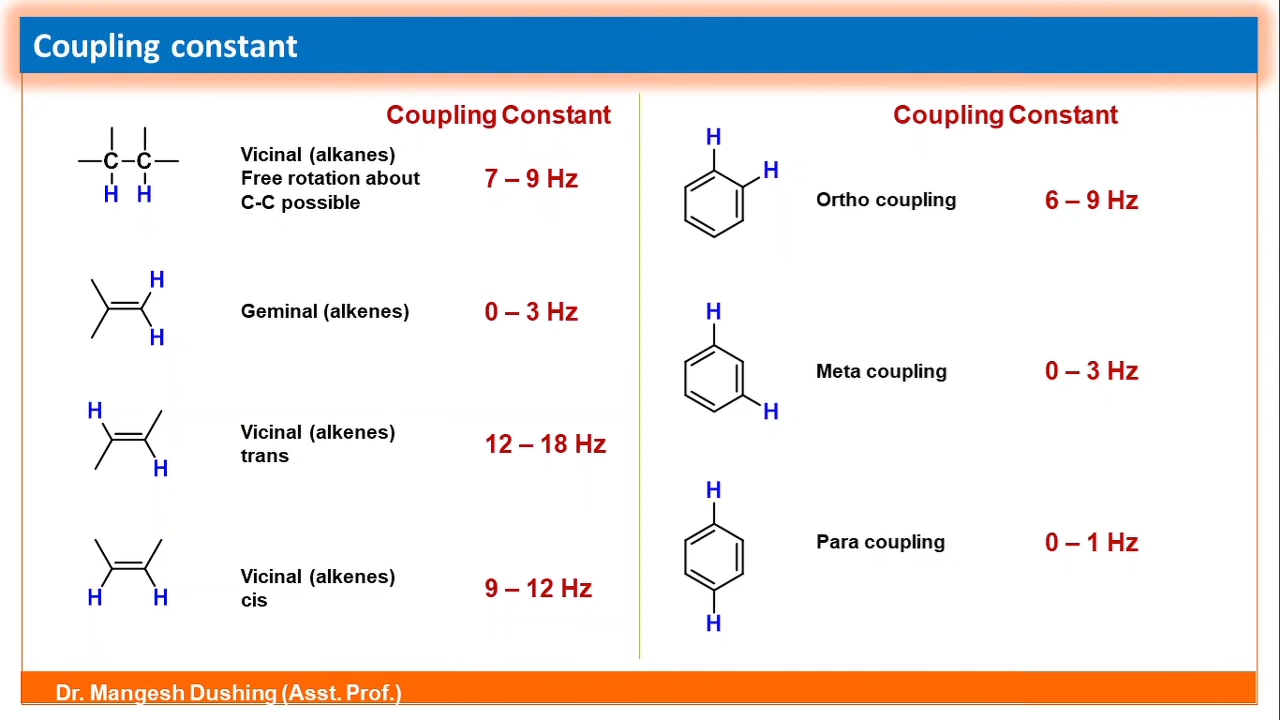 Coupling constant
Coupling Constant
C C
H H
Vicinal (alkanes)
Free rotation about
C-C possible
7 – 9 Hz
H
H
Geminal (alkenes)
0 – 3 Hz
H
H
Vicinal (alkenes)
trans
12 – 18 Hz
H H
Vicinal (alkenes)
cis
9 – 12 Hz
Coupling Constant
H
H
Ortho coupling
6 – 9 Hz
H
H
Meta coupling
0 – 3 Hz
H
H
Para coupling
0 – 1 Hz
Dr. Mangesh Dushing (Asst. Prof.)